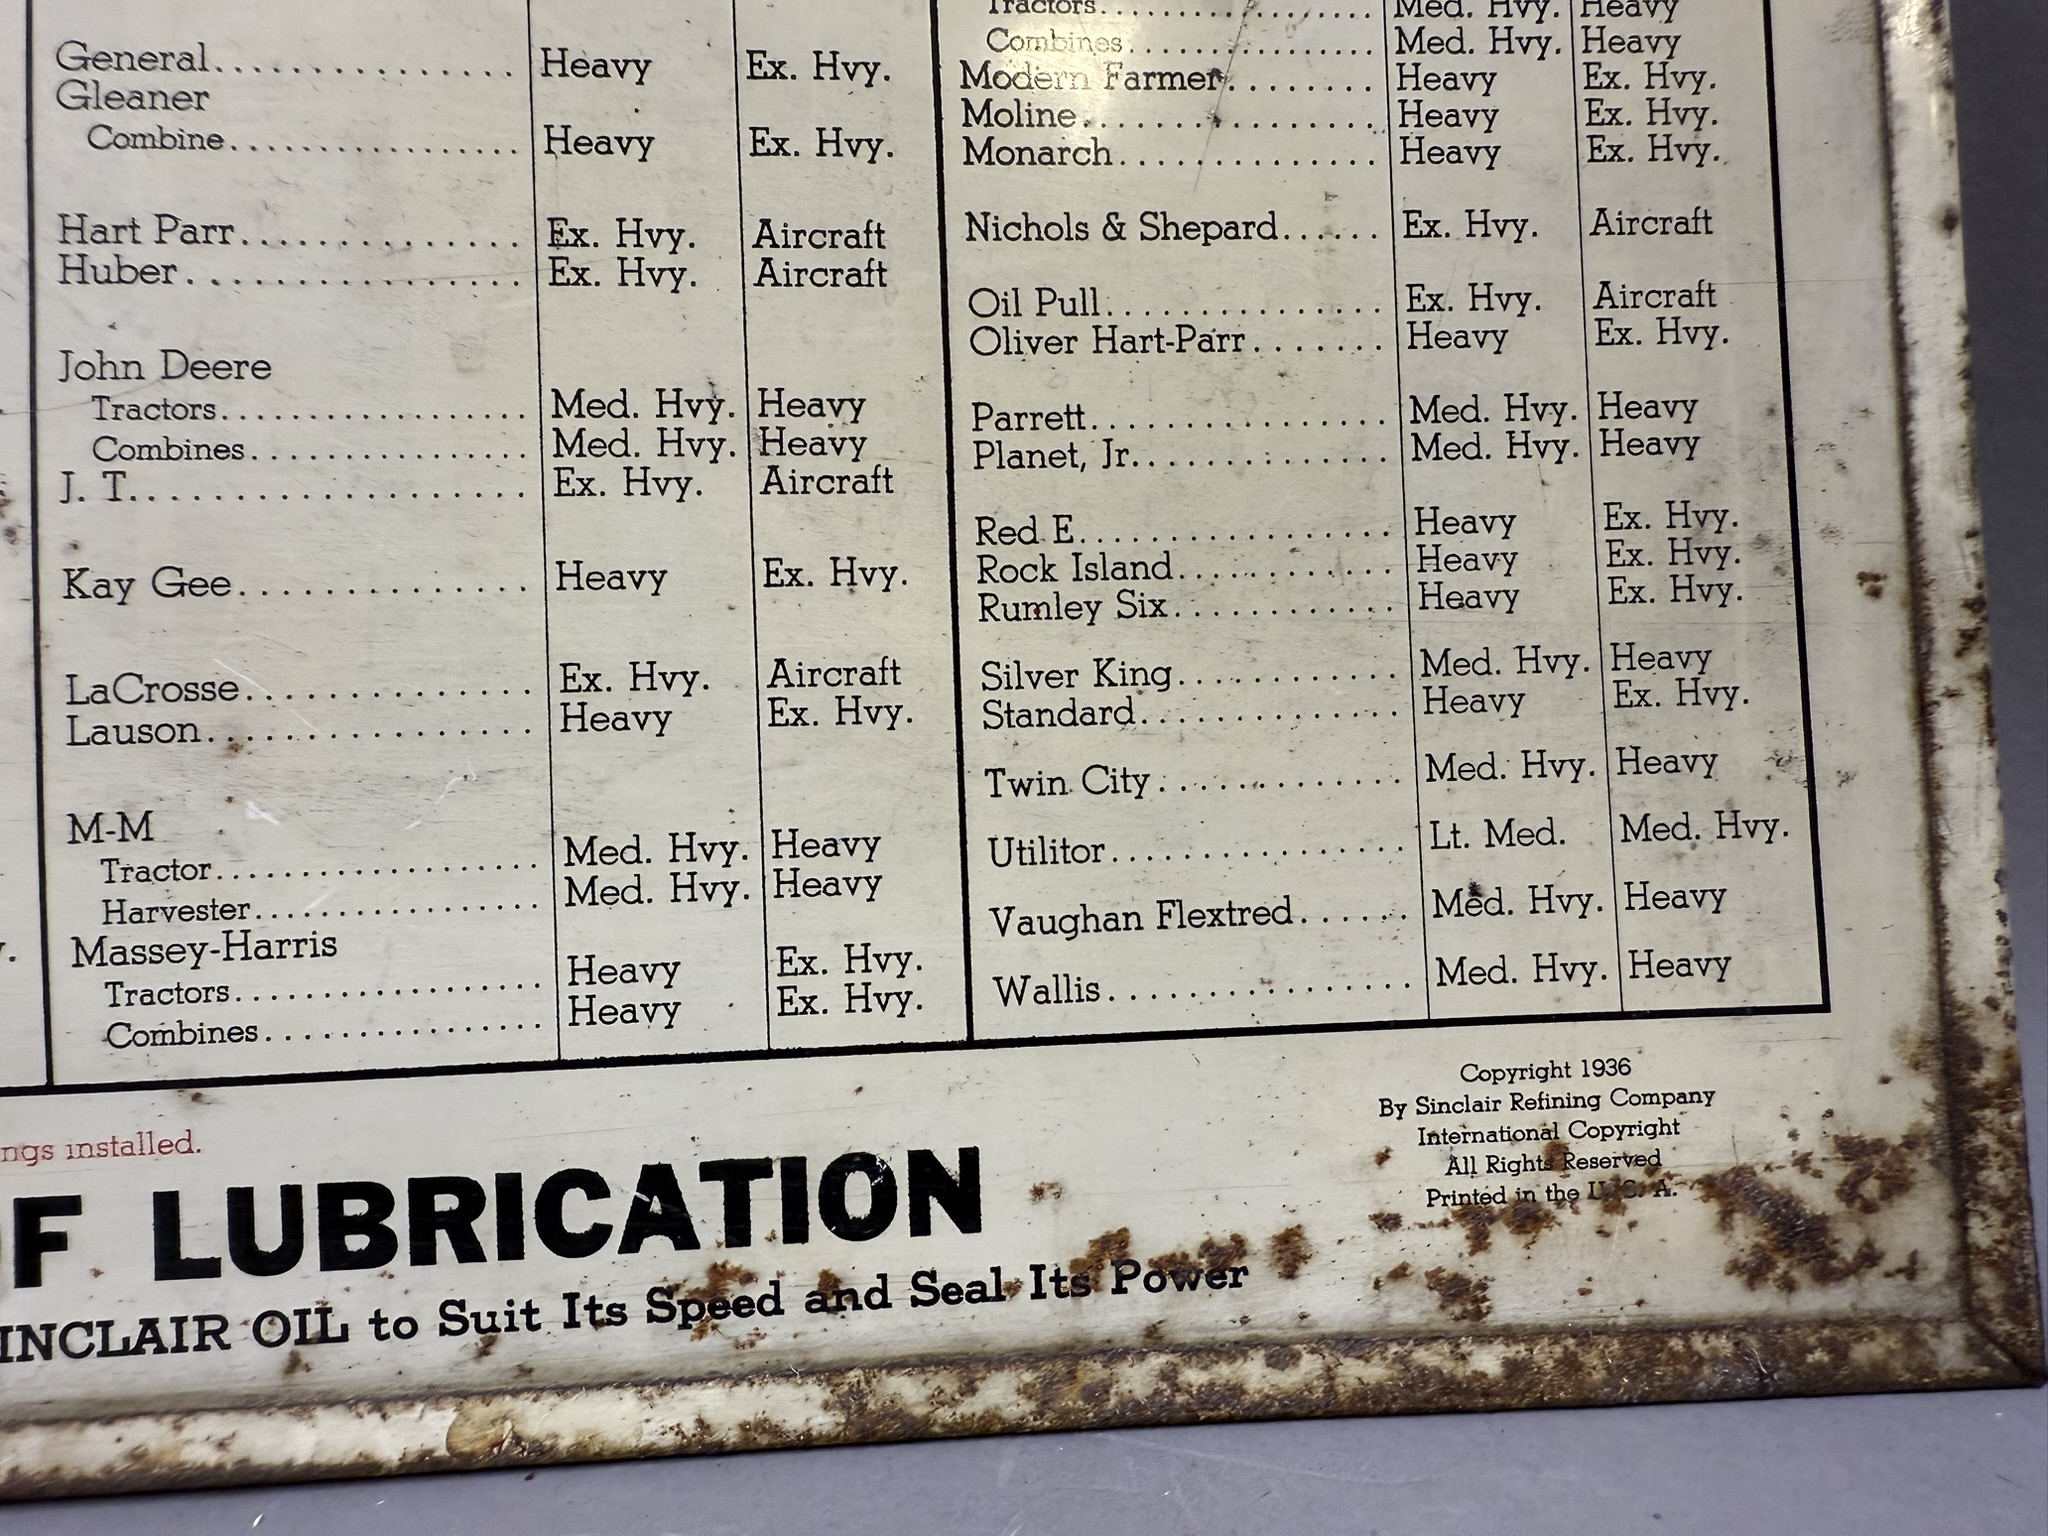 General............... Heavy Ex. Hvy.
Gleaner
Combine................ Heavy Ex. Hvy.
Hart Parr.............. Ex. Hvy. Aircraft
Huber................. Ex. Hvy. Aircraft
John Deere
Tractors................. Med. Hvy. Heavy
Combines............... Med. Hvy. Heavy
J. T.................... Ex. Hvy. Aircraft
Kay Gee.............. Heavy Ex. Hvy.
LaCrosse.............. Ex. Hvy. Aircraft
Lauson................ Heavy Ex. Hvy.
M-M
Tractor.................. Med. Hvy. Heavy
Harvester................ Med. Hvy. Heavy
Massey-Harris
Tractors................. Heavy Ex. Hvy.
Combines............... Heavy Ex. Hvy.
Tractors................. Med. Hvy. Heavy
Combines............... Med. Hvy. Heavy
Modern Farmer........ Heavy Ex. Hvy.
Moline................. Heavy Ex. Hvy.
Monarch.............. Heavy Ex. Hvy.
Nichols & Shepard...... Ex. Hvy. Aircraft
Oil Pull............... Ex. Hvy. Aircraft
Oliver Hart-Parr....... Heavy Ex. Hvy.
Parrett................ Med. Hvy. Heavy
Planet, Jr.............. Med. Hvy. Heavy
Red E................. Heavy Ex. Hvy.
Rock Island............ Heavy Ex. Hvy.
Rumley Six............ Heavy Ex. Hvy.
Silver King............ Med. Hvy. Heavy
Standard.............. Heavy Ex. Hvy.
Twin City.............. Med. Hvy. Heavy
Utilitor................ Lt. Med. Med. Hvy.
Vaughan Flextred...... Med. Hvy. Heavy
Wallis................. Med. Hvy. Heavy
installed.
LUBRICATION
OIL to Suit Its Speed and Seal Its Power
Copyright 1936
By Sinclair Refining Company
International Copyright
All Rights Reserved
Printed in the U. S. A.